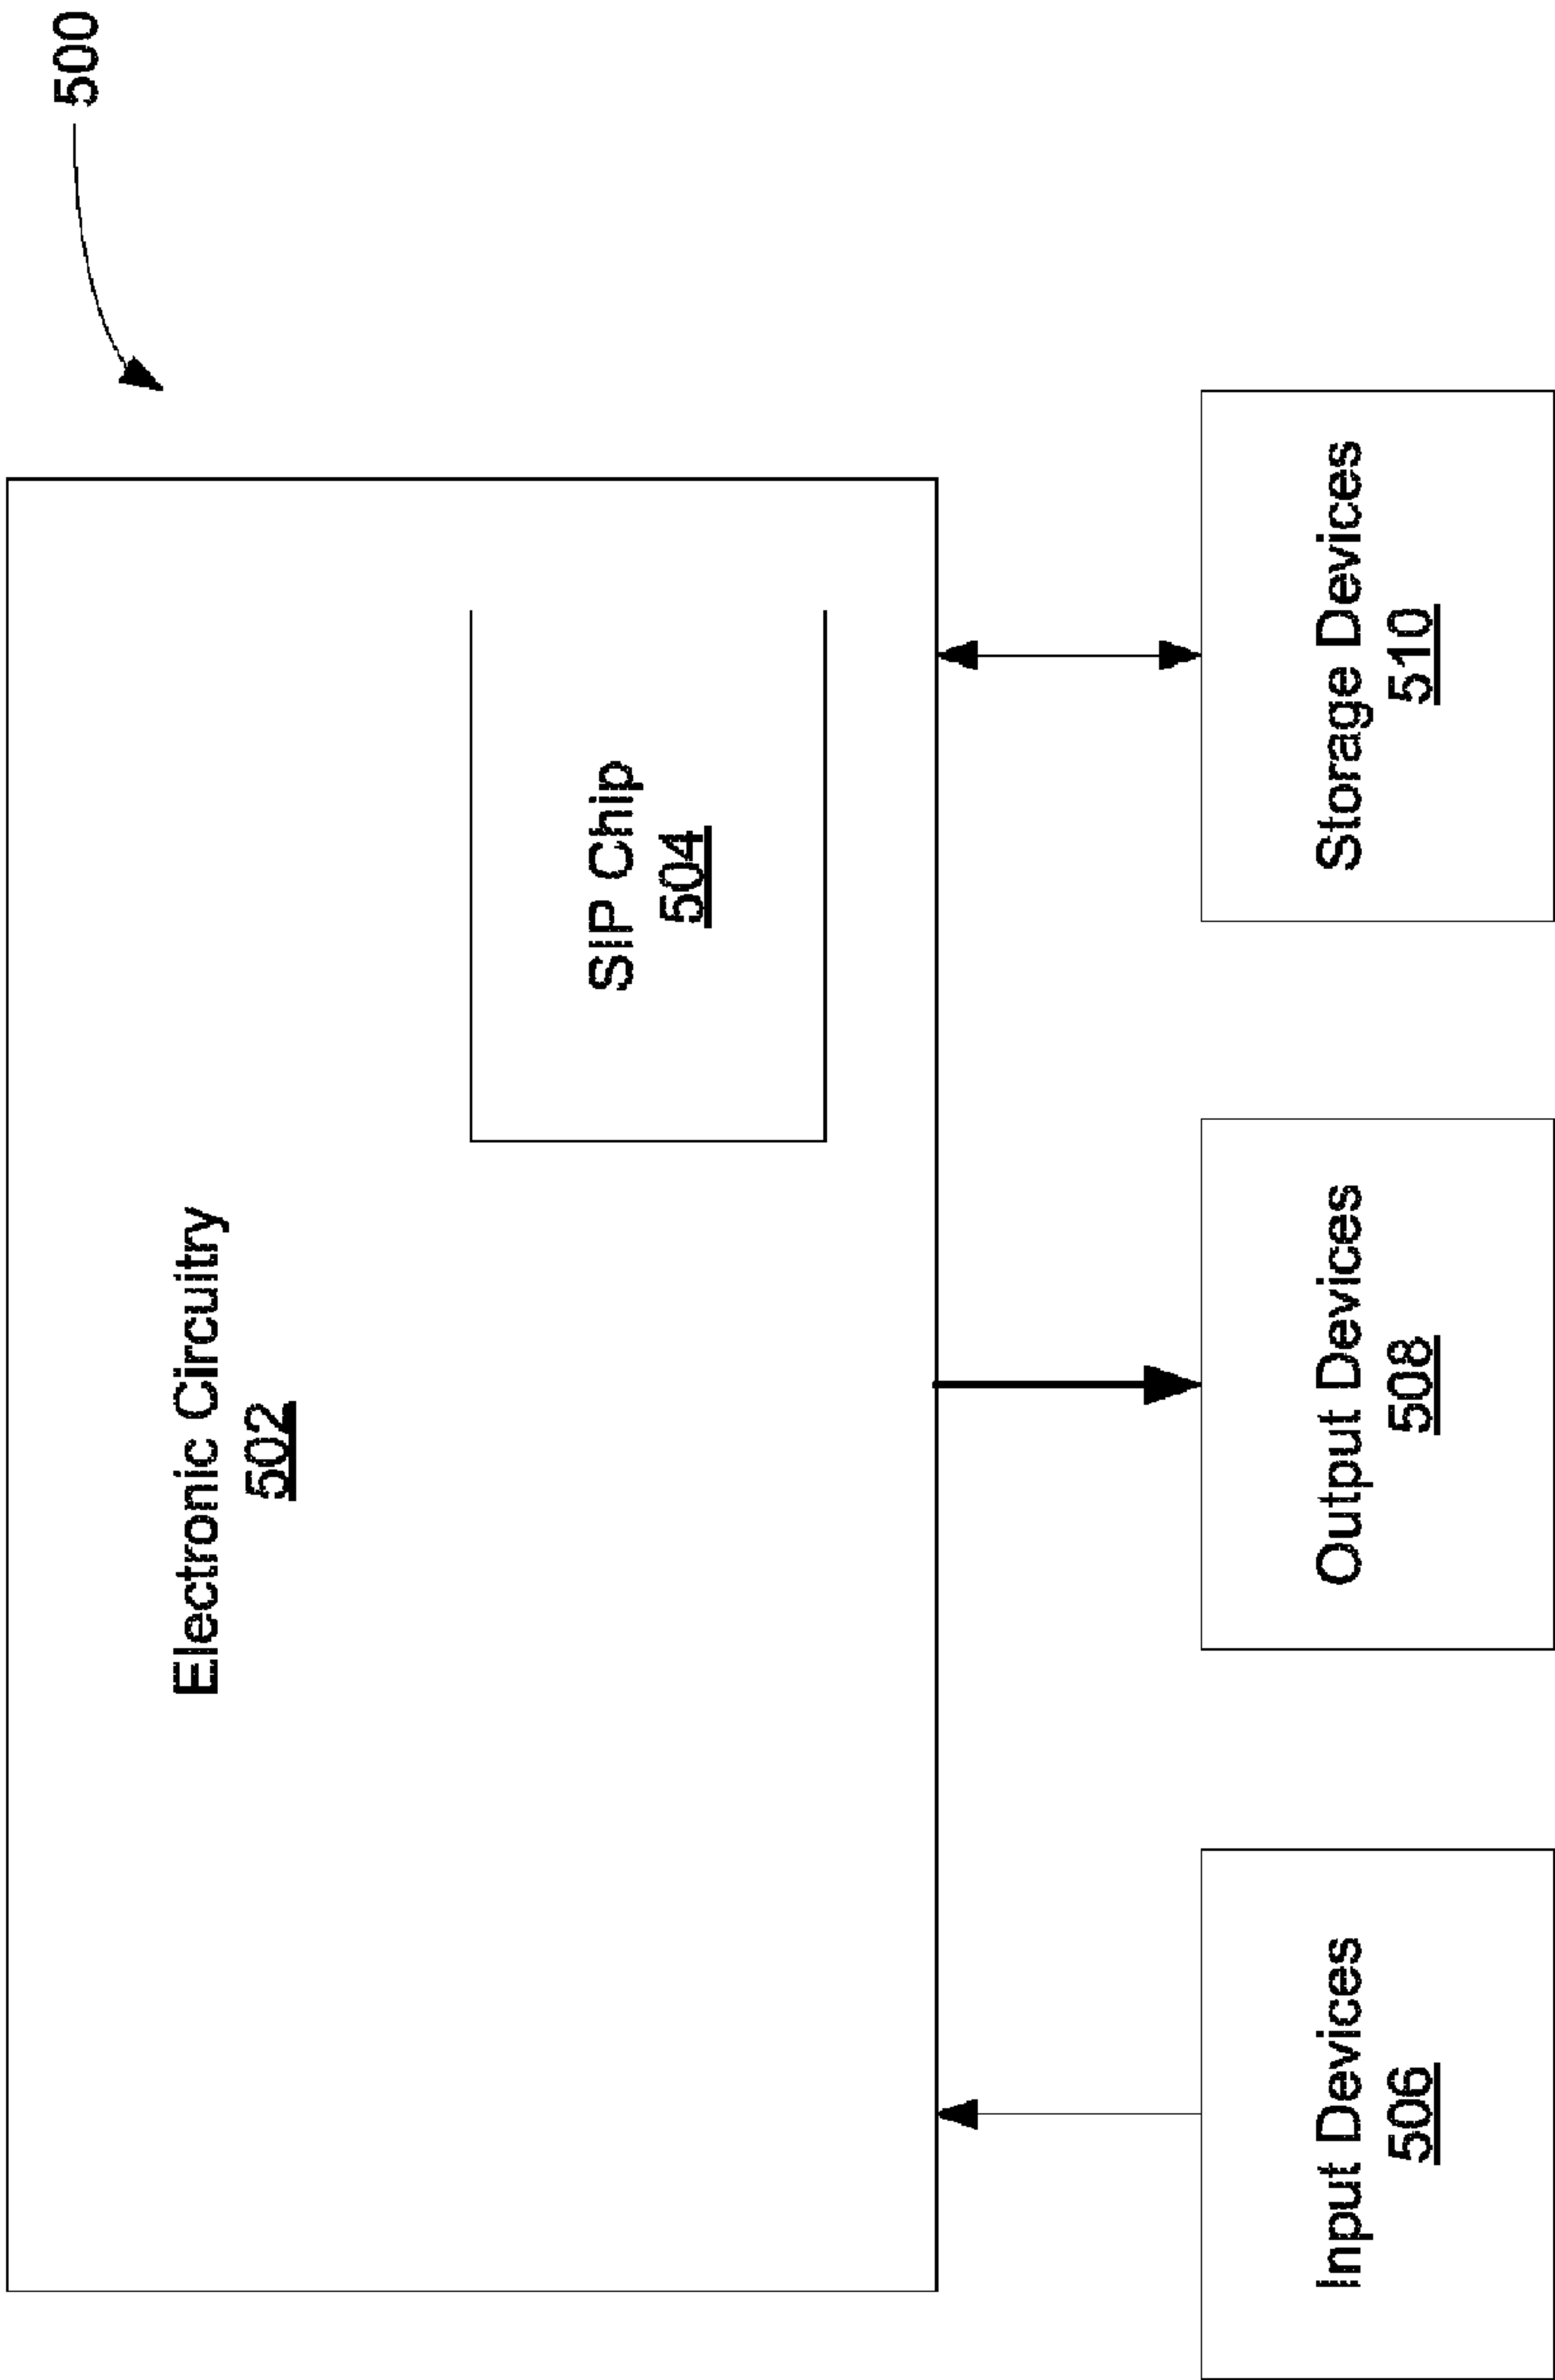 500
Electronic Circuitry
502
SIP Chip
504
Input Devices
506
Output Devices
508
Storage Devices
510